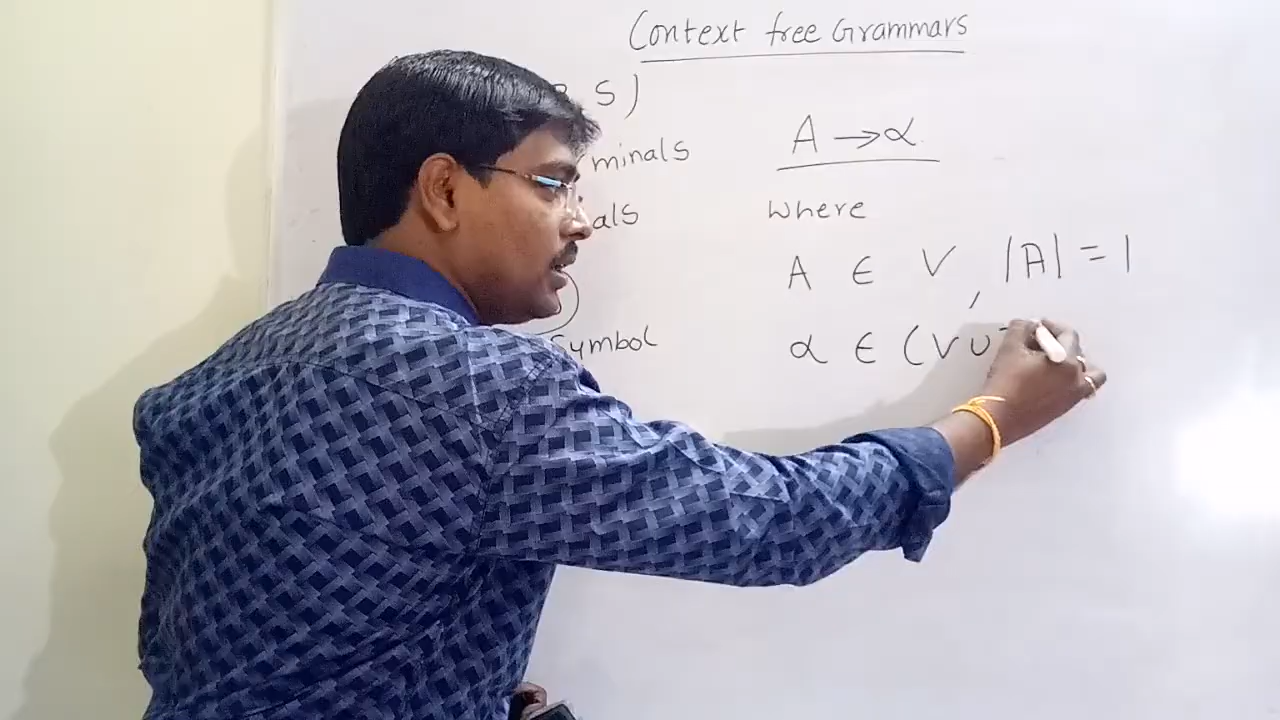 Context free Grammars
S)
minals
als
Symbol
A → α
Where
A ∈ V, |A| = 1
α ∈ (V ∪